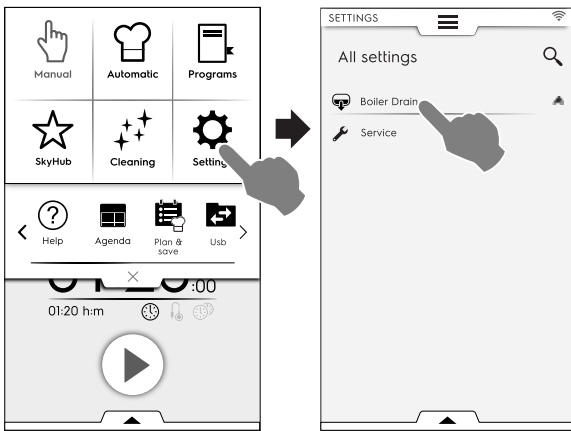 Manual
Automatic
Programs
SkyHub
Cleaning
Setting
?
Help
Agenda
Plan &
save
Usb
:00
01:20 h:m
SETTINGS
All settings
Boiler Drain
Service